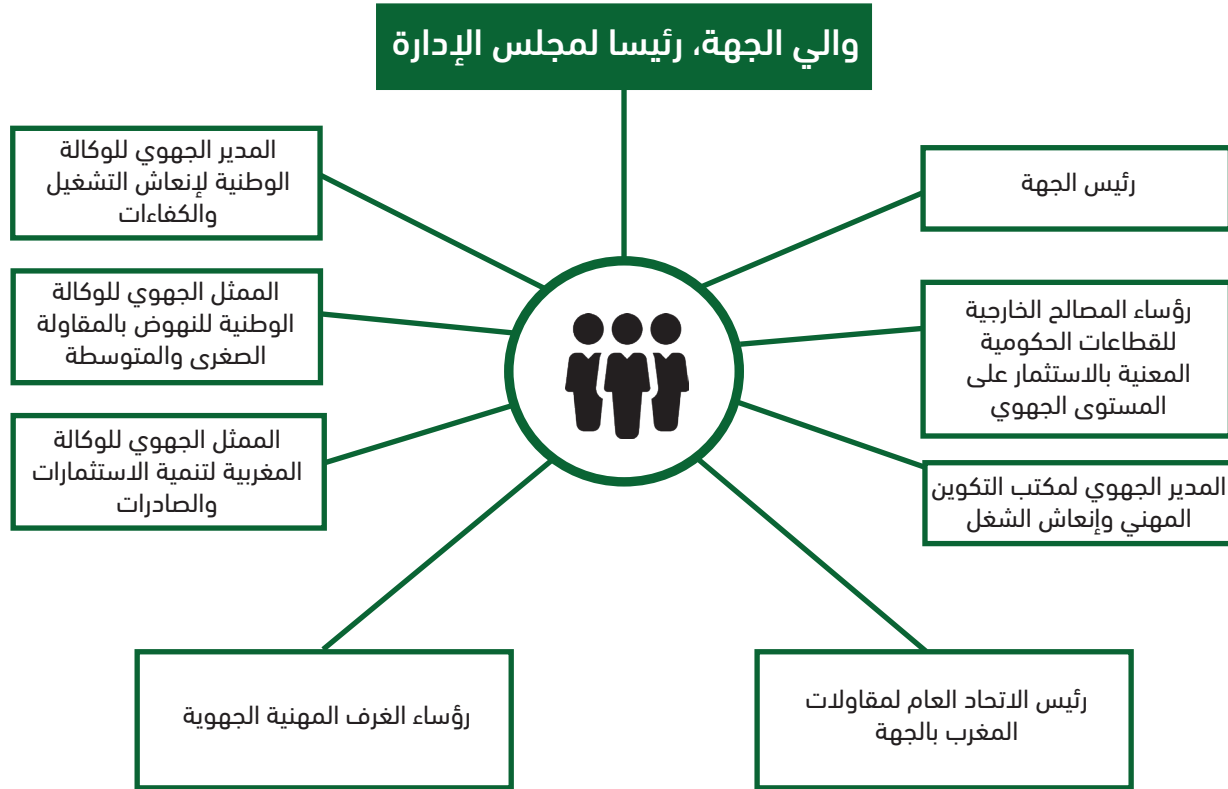 والي الجهة، رئيسا لمجلس الإدارة
رئيس الجهة
رؤساء المصالح الخارجية
للقطاعات الحكومية
المعنية بالاستثمار على
المستوى الجهوي
المدير الجهوي لمكتب التكوين
المهني وإنعاش الشغل
رئيس الاتحاد العام لمقاولات
المغرب بالجهة
المدير الجهوي للوكالة
الوطنية لإنعاش التشغيل
والكفاءات
الممثل الجهوي للوكالة
الوطنية للنهوض بالمقاولة
الصغرى والمتوسطة
الممثل الجهوي للوكالة
المغربية لتنمية الاستثمارات
والصادرات
رؤساء الغرف المهنية الجهوية